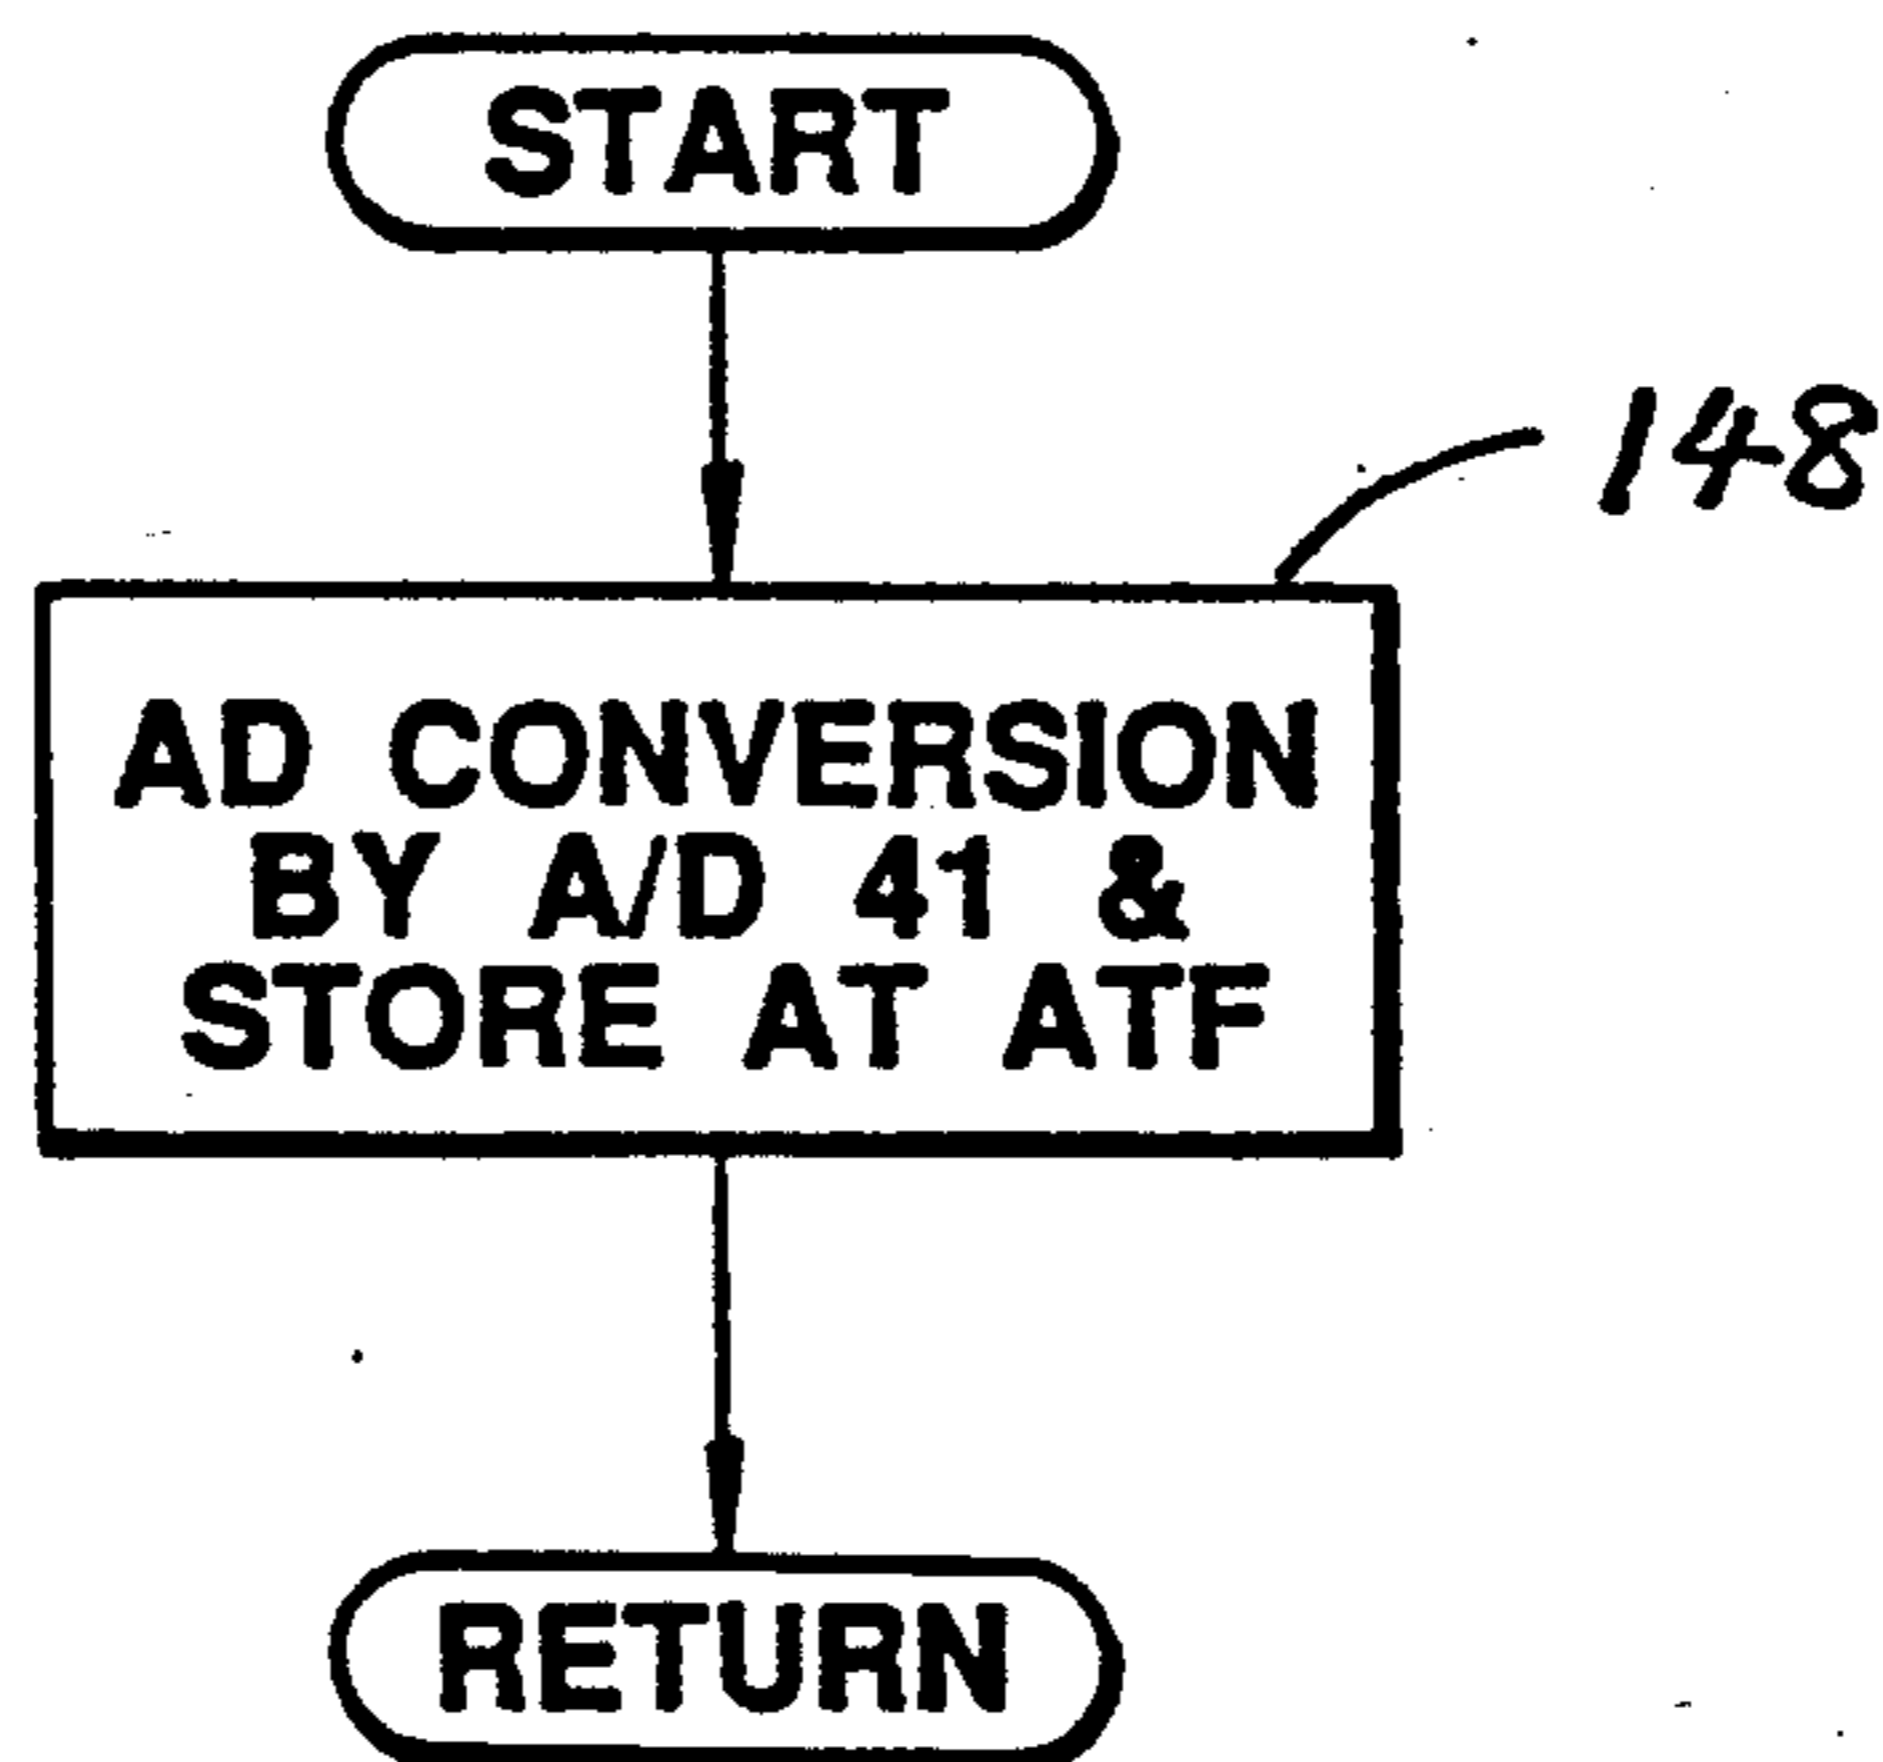 START
148
AD CONVERSION
BY A/D 41 &
STORE AT ATF
RETURN